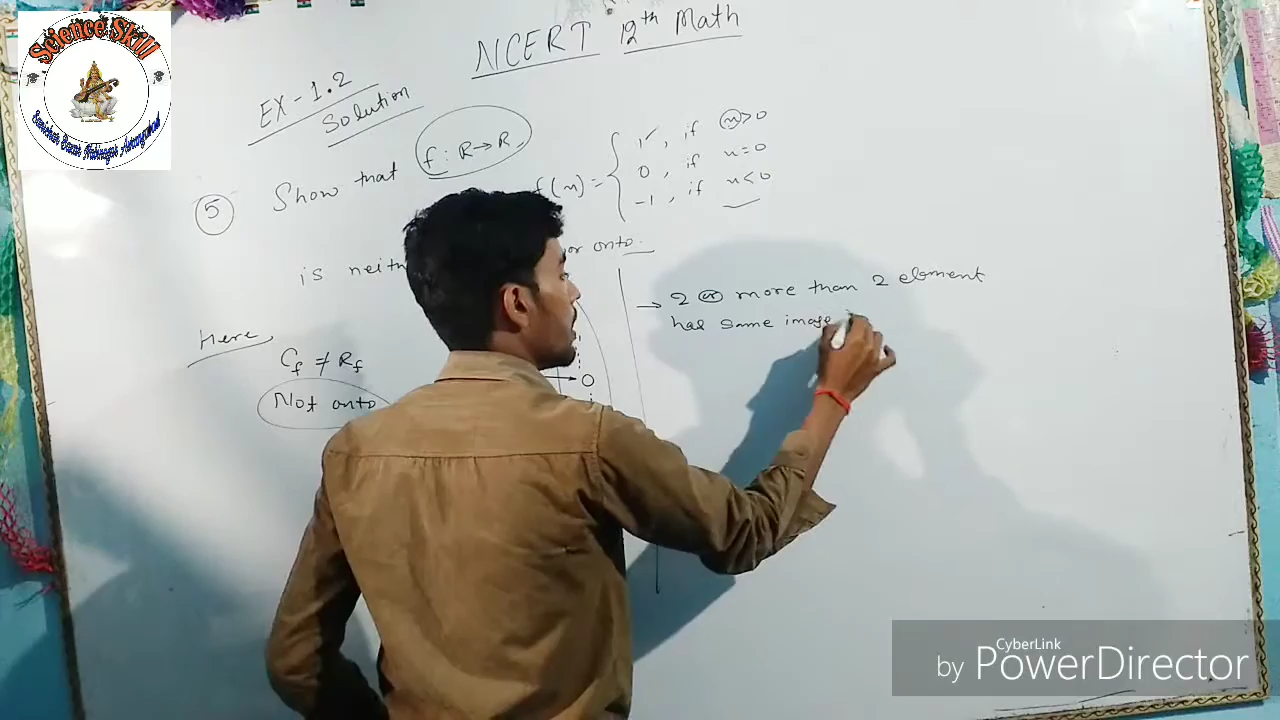 Science Skill
NCERT 12th Math
EX-1.2
Solution
5 Show that f : R→R
f(x) = { 1, if x>0
0, if x=0
-1, if x<0
is neith
nor onto.
Here
Cf ≠ Rf
Not onto
0
→ 2 or more than 2 element
has same image
CyberLink
by PowerDirector